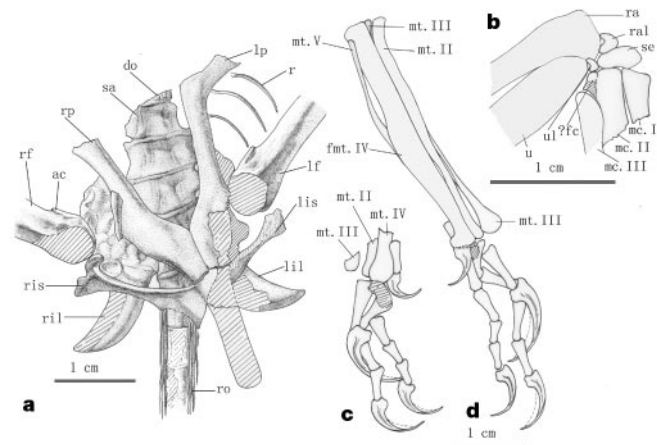 lp
do
r
sa
rp
lf
rf
ac
lis
lil
ris
ril
ro
1 cm
a
mt. III
mt. V
mt. II
fmt. IV
mt. III
mt. II
mt. IV
mt. III
c
d
1 cm
b
ra
ral
se
mc. I
ul
?fc
mc. II
u
mc. III
1 cm